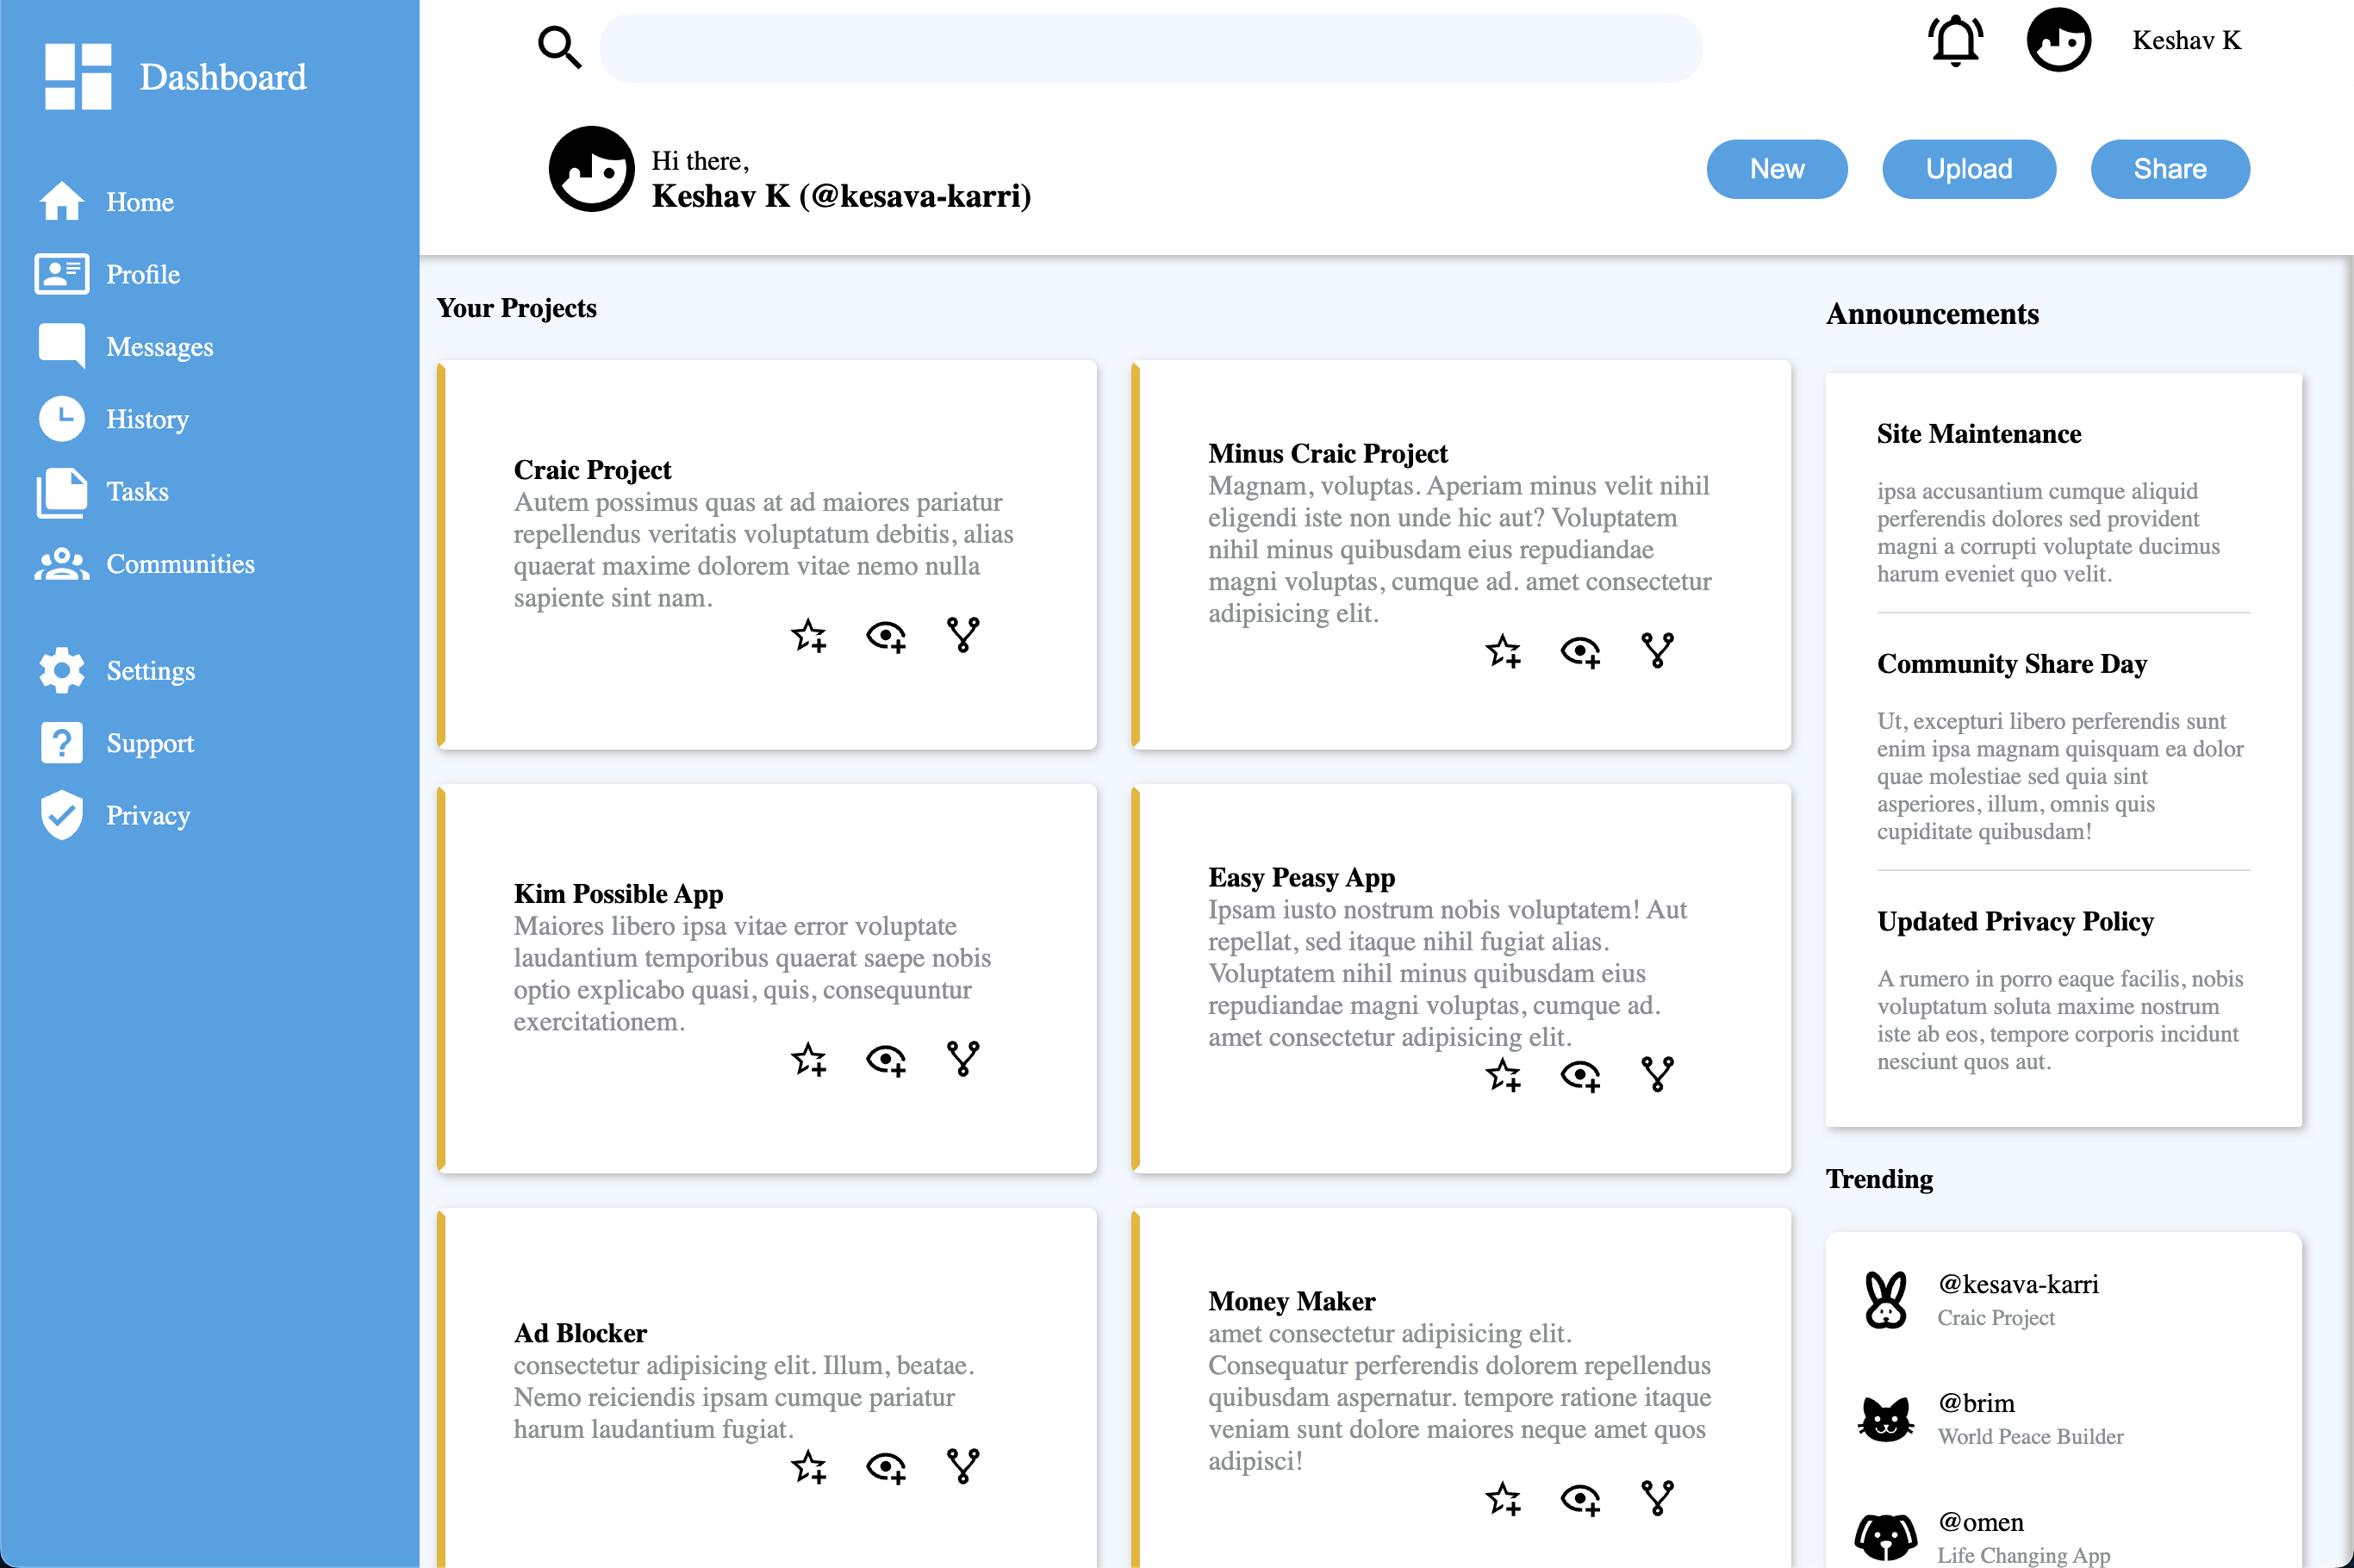 Dashboard
Home
Profile
Messages
History
Tasks
Communities
Settings
Support
Privacy
Keshav K
Hi there,
Keshav K (@kesava-karri)
New
Upload
Share
Your Projects
Craic Project
Autem possimus quas at ad maiores pariatur
repellendus veritatis voluptatum debitis, alias
quaerat maxime dolorem vitae nemo nulla
sapiente sint nam.
Minus Craic Project
Magnam, voluptas. Aperiam minus velit nihil
eligendi iste non unde hic aut? Voluptatem
nihil minus quibusdam eius repudiandae
magni voluptas, cumque ad. amet consectetur
adipisicing elit.
Kim Possible App
Maiores libero ipsa vitae error voluptate
laudantium temporibus quaerat saepe nobis
optio explicabo quasi, quis, consequuntur
exercitationem.
Easy Peasy App
Ipsam iusto nostrum nobis voluptatem! Aut
repellat, sed itaque nihil fugiat alias.
Voluptatem nihil minus quibusdam eius
repudiandae magni voluptas, cumque ad.
amet consectetur adipisicing elit.
Ad Blocker
consectetur adipisicing elit. Illum, beatae.
Nemo reiciendis ipsam cumque pariatur
harum laudantium fugiat.
Money Maker
amet consectetur adipisicing elit.
Consequatur perferendis dolorem repellendus
quibusdam aspernatur. tempore ratione itaque
veniam sunt dolore maiores neque amet quos
adipisci!
Announcements
Site Maintenance
ipsa accusantium cumque aliquid
perferendis dolores sed provident
magni a corrupti voluptate ducimus
harum eveniet quo velit.
Community Share Day
Ut, excepturi libero perferendis sunt
enim ipsa magnam quisquam ea dolor
quae molestiae sed quia sint
asperiores, illum, omnis quis
cupiditate quibusdam!
Updated Privacy Policy
A rumero in porro eaque facilis, nobis
voluptatum soluta maxime nostrum
iste ab eos, tempore corporis incidunt
nesciunt quos aut.
Trending
@kesava-karri
Craic Project
@brim
World Peace Builder
@omen
Life Changing App